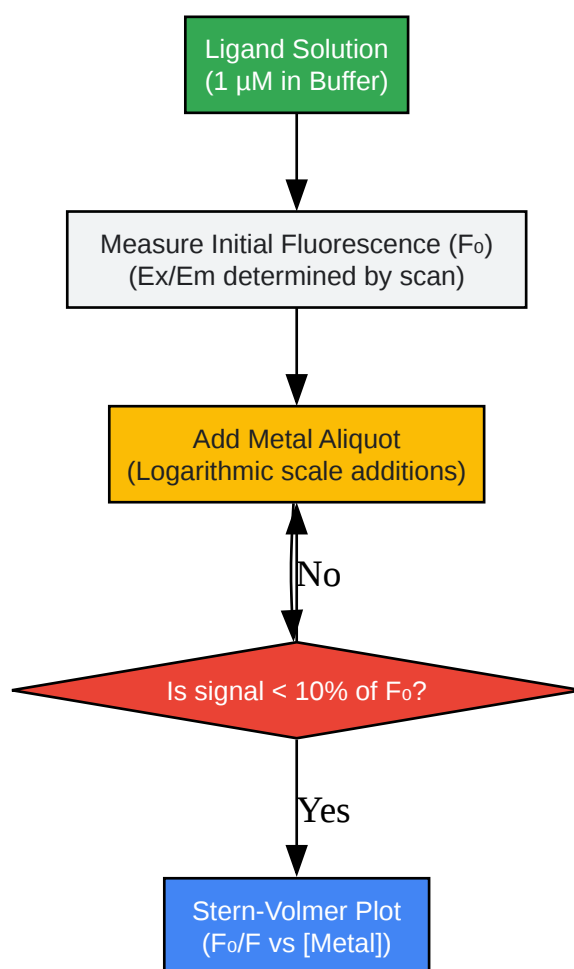 Ligand Solution
(1 µM in Buffer)
Measure Initial Fluorescence (F₀)
(Ex/Em determined by scan)
Add Metal Aliquot
(Logarithmic scale additions)
No
Is signal < 10% of F₀?
Yes
Stern-Volmer Plot
(F₀/F vs [Metal])